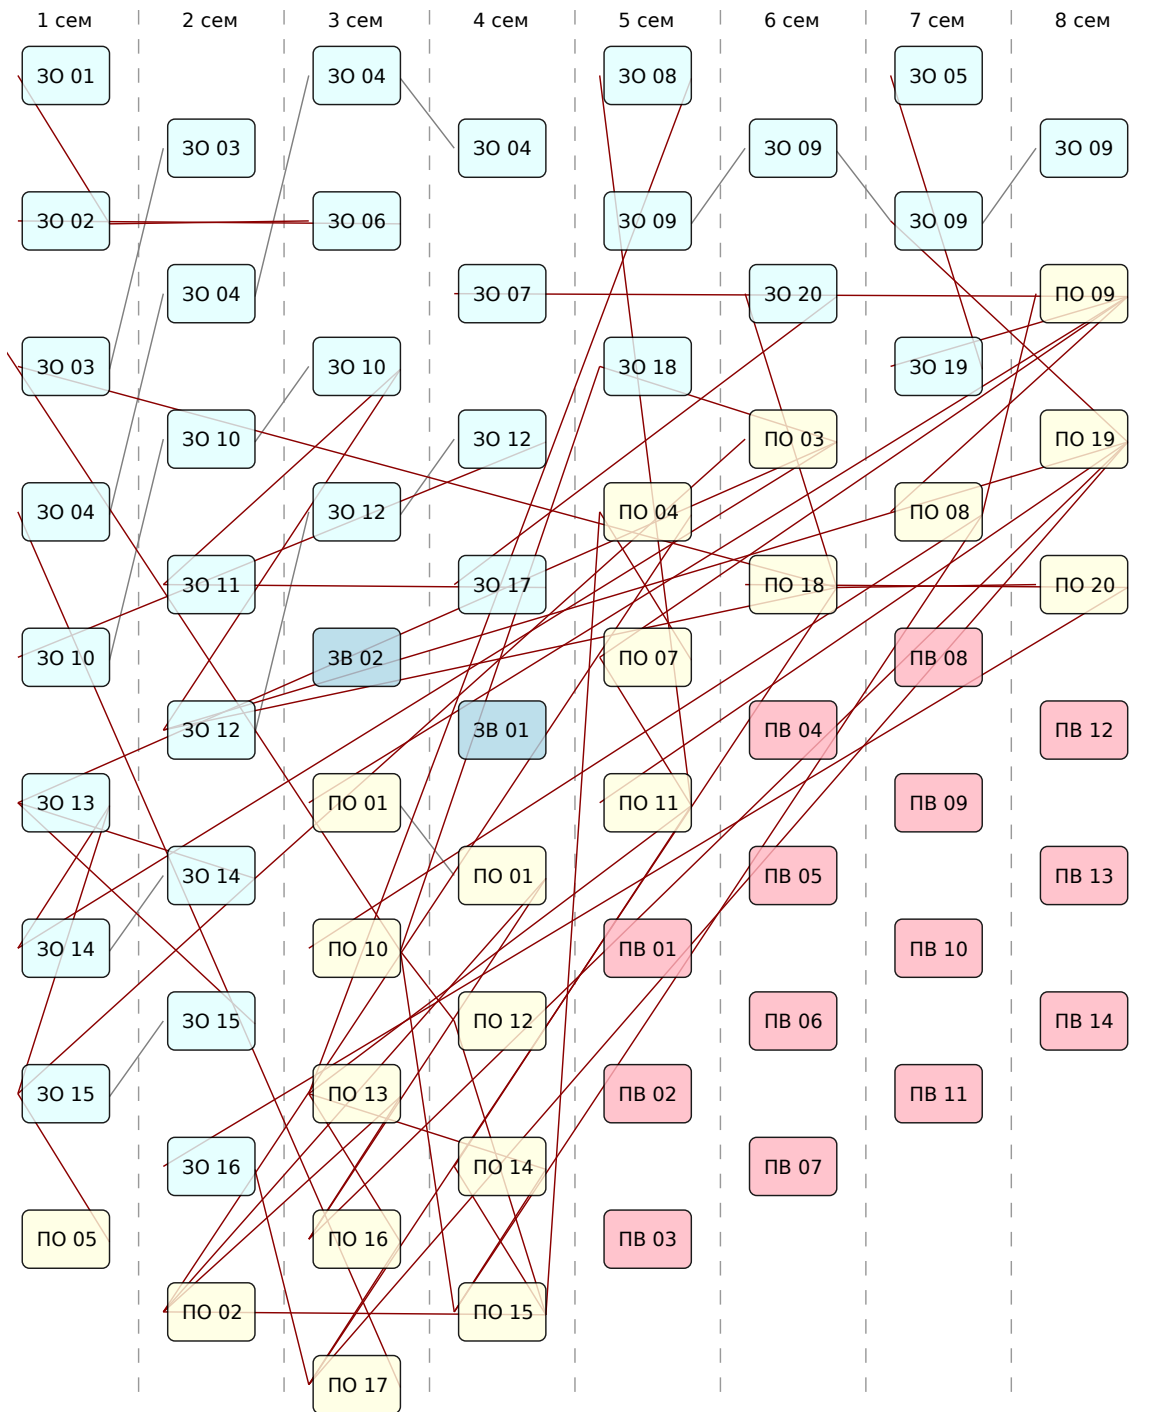 1 сем 2 сем 3 сем 4 сем 5 сем 6 сем 7 сем 8 сем
ЗО 01 ЗО 04 ЗО 08 ЗО 05
ЗО 03 ЗО 04 ЗО 09 ЗО 09
ЗО 02 ЗО 06 ЗО 09 ЗО 09
ЗО 04 ЗО 07 ЗО 20 ПО 09
ЗО 03 ЗО 10 ЗО 18 ЗО 19
ЗО 10 ЗО 12 ПО 03 ПО 19
ЗО 04 ЗО 12 ПО 04 ПО 08
ЗО 11 ЗО 17 ПО 18 ПО 20
ЗО 10 ЗВ 02 ПО 07 ПВ 08
ЗО 12 ЗВ 01 ПВ 04 ПВ 12
ЗО 13 ПО 01 ПО 11 ПВ 09
ЗО 14 ПО 01 ПВ 05 ПВ 13
ЗО 14 ПО 10 ПВ 01 ПВ 10
ЗО 15 ПО 12 ПВ 06 ПВ 14
ЗО 15 ПО 13 ПВ 02 ПВ 11
ЗО 16 ПО 14 ПВ 07
ПО 05 ПО 16 ПВ 03
ПО 02 ПО 15
ПО 17